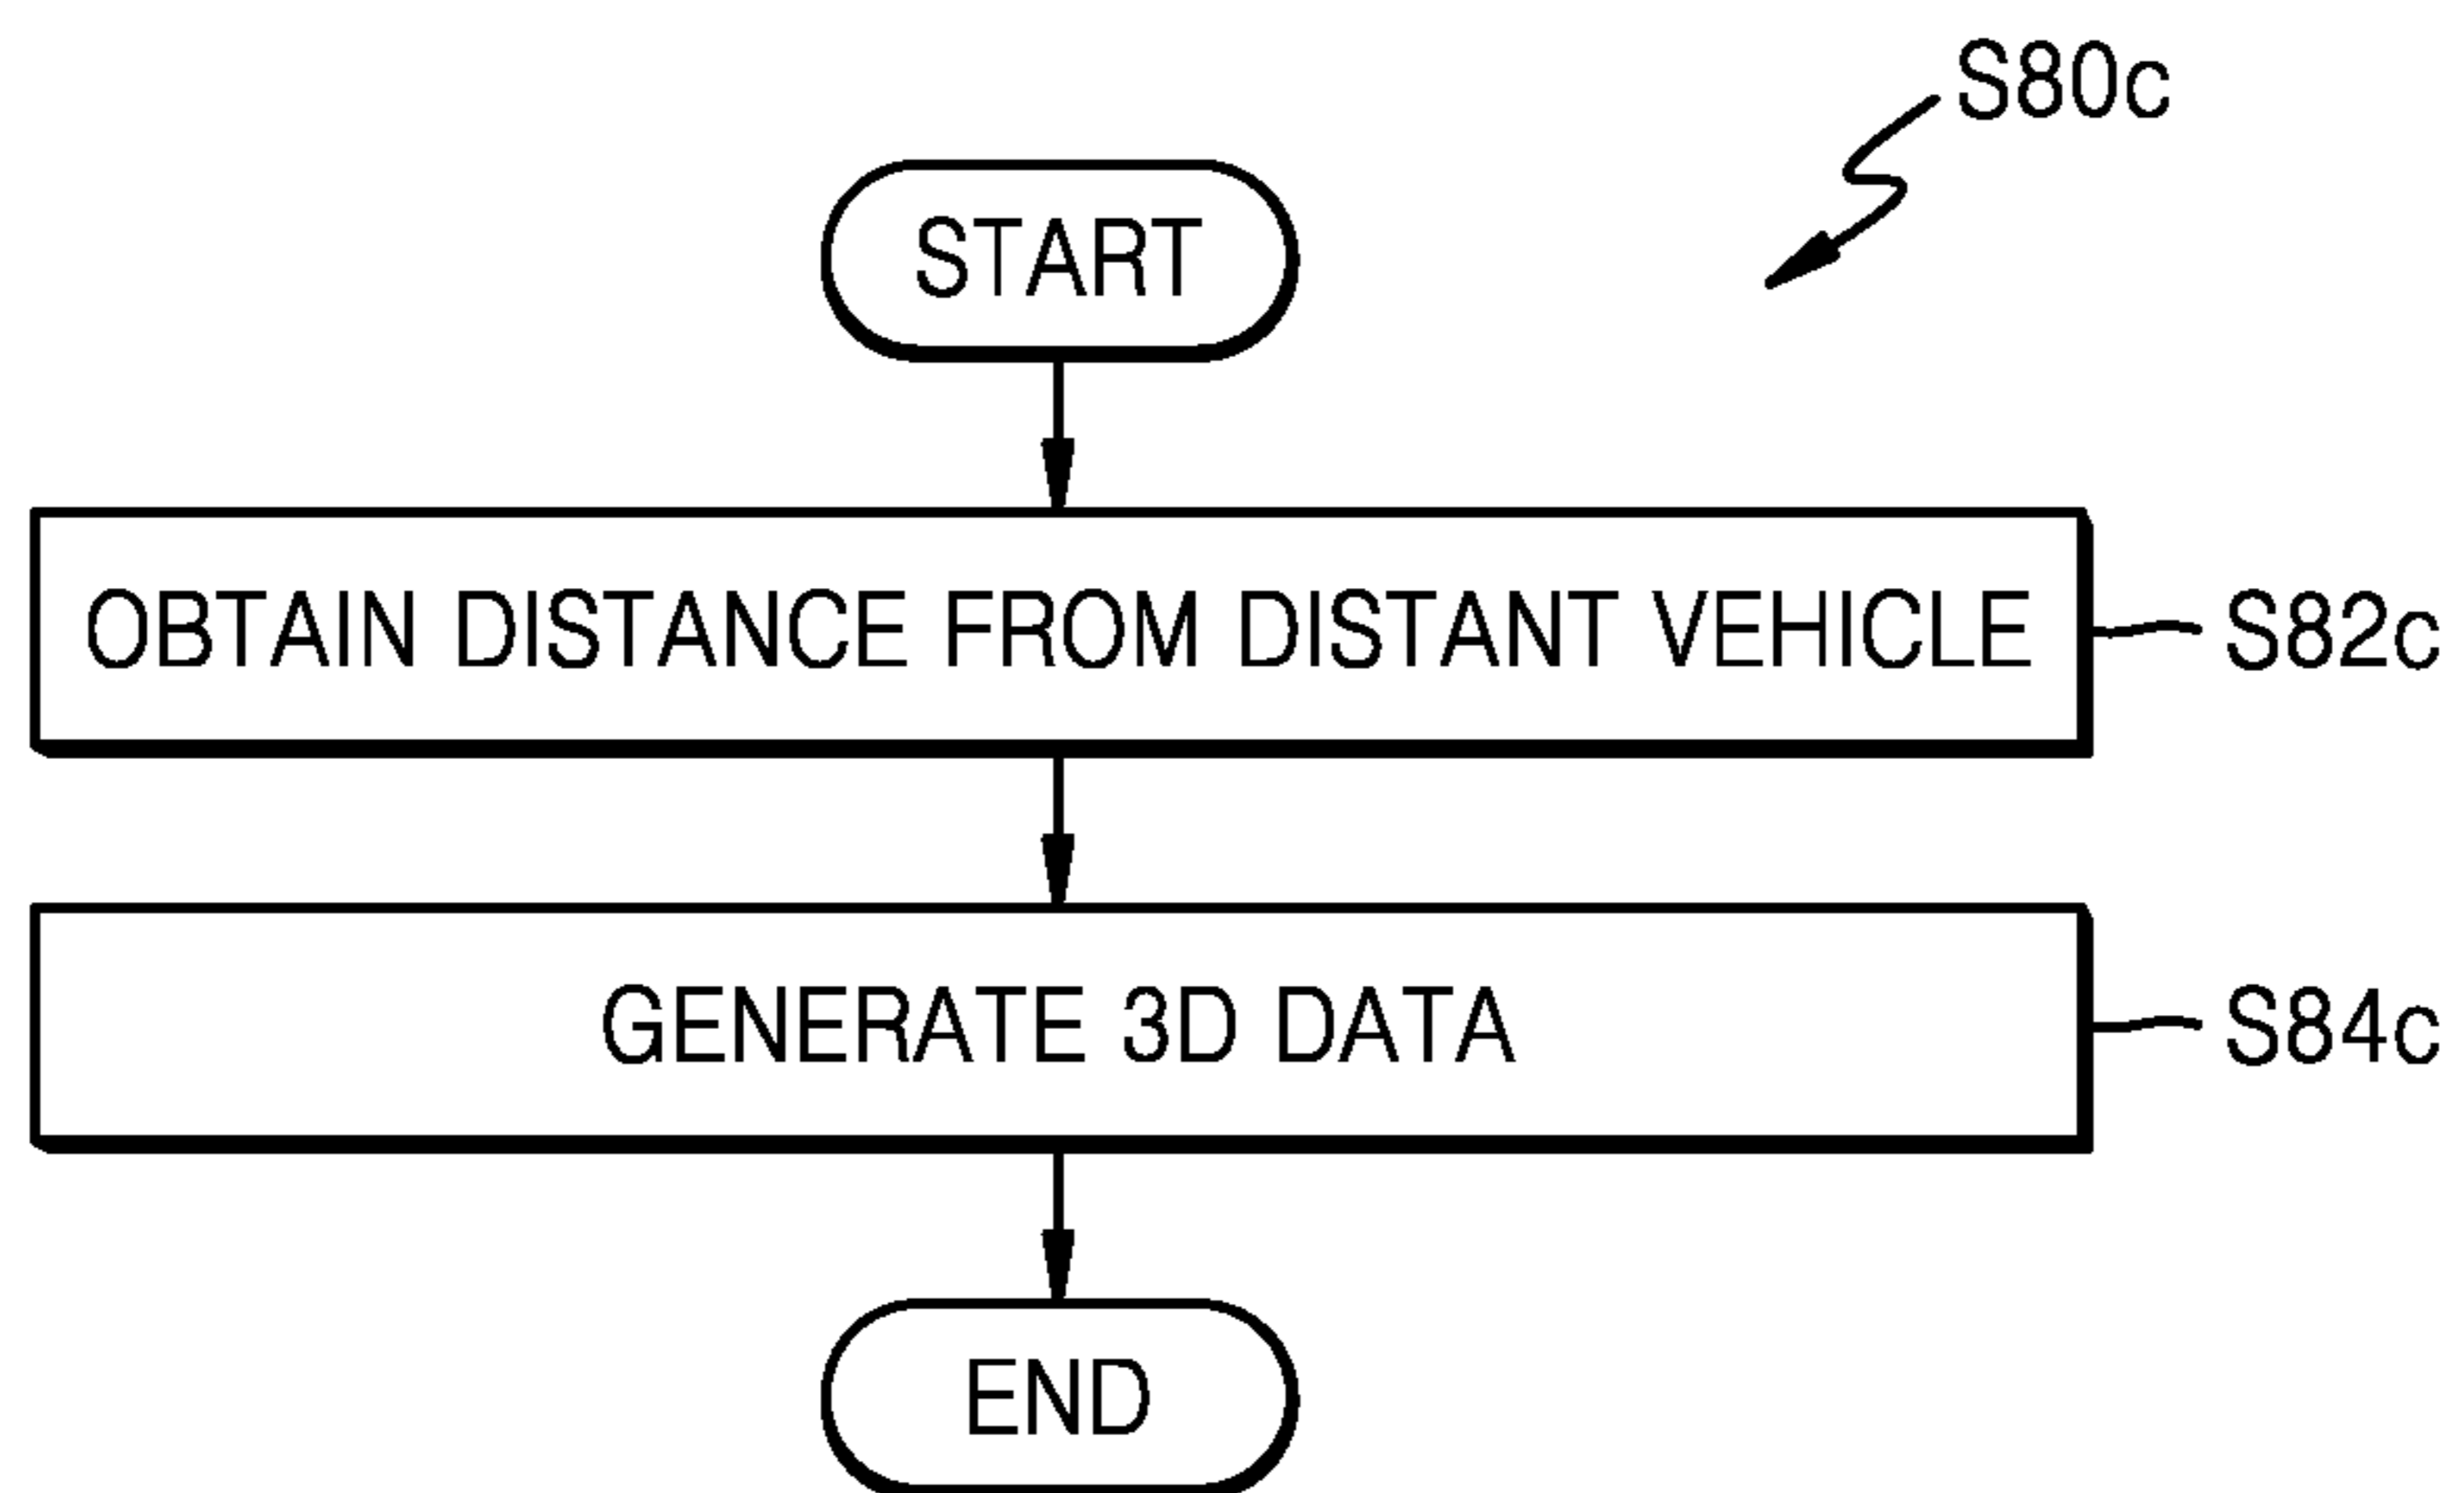 S80c
START
OBTAIN DISTANCE FROM DISTANT VEHICLE
S82c
GENERATE 3D DATA
S84c
END